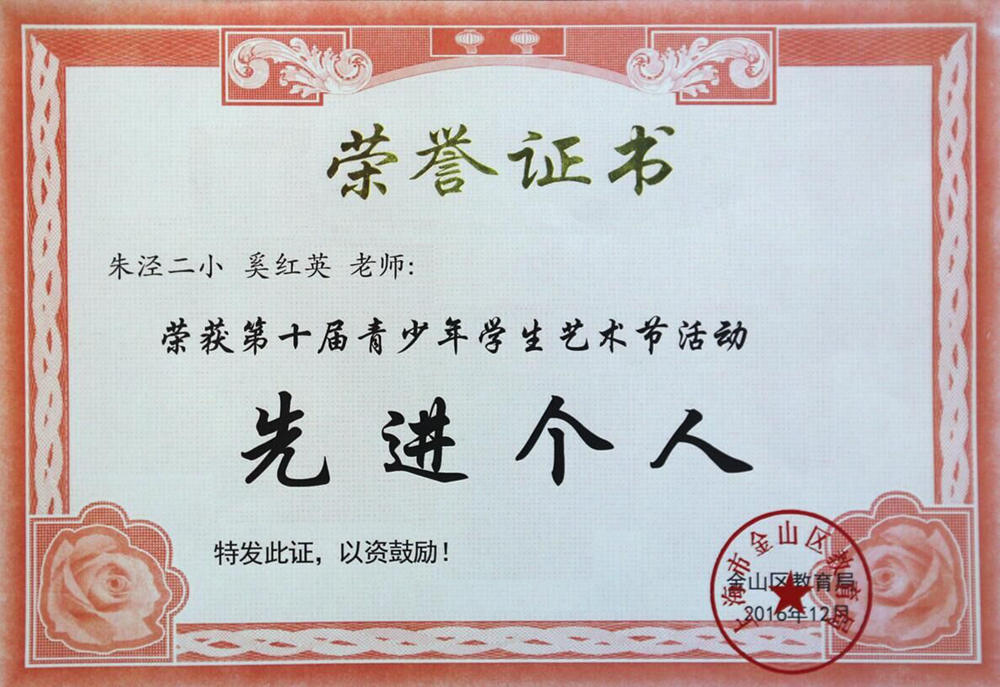 荣誉证书
朱泾二小 奚红英 老师:
荣获第十届青少年学生艺术节活动
先进个人
特发此证，以资鼓励！
上海市金山区教育局
金山区教育局
2016年12月